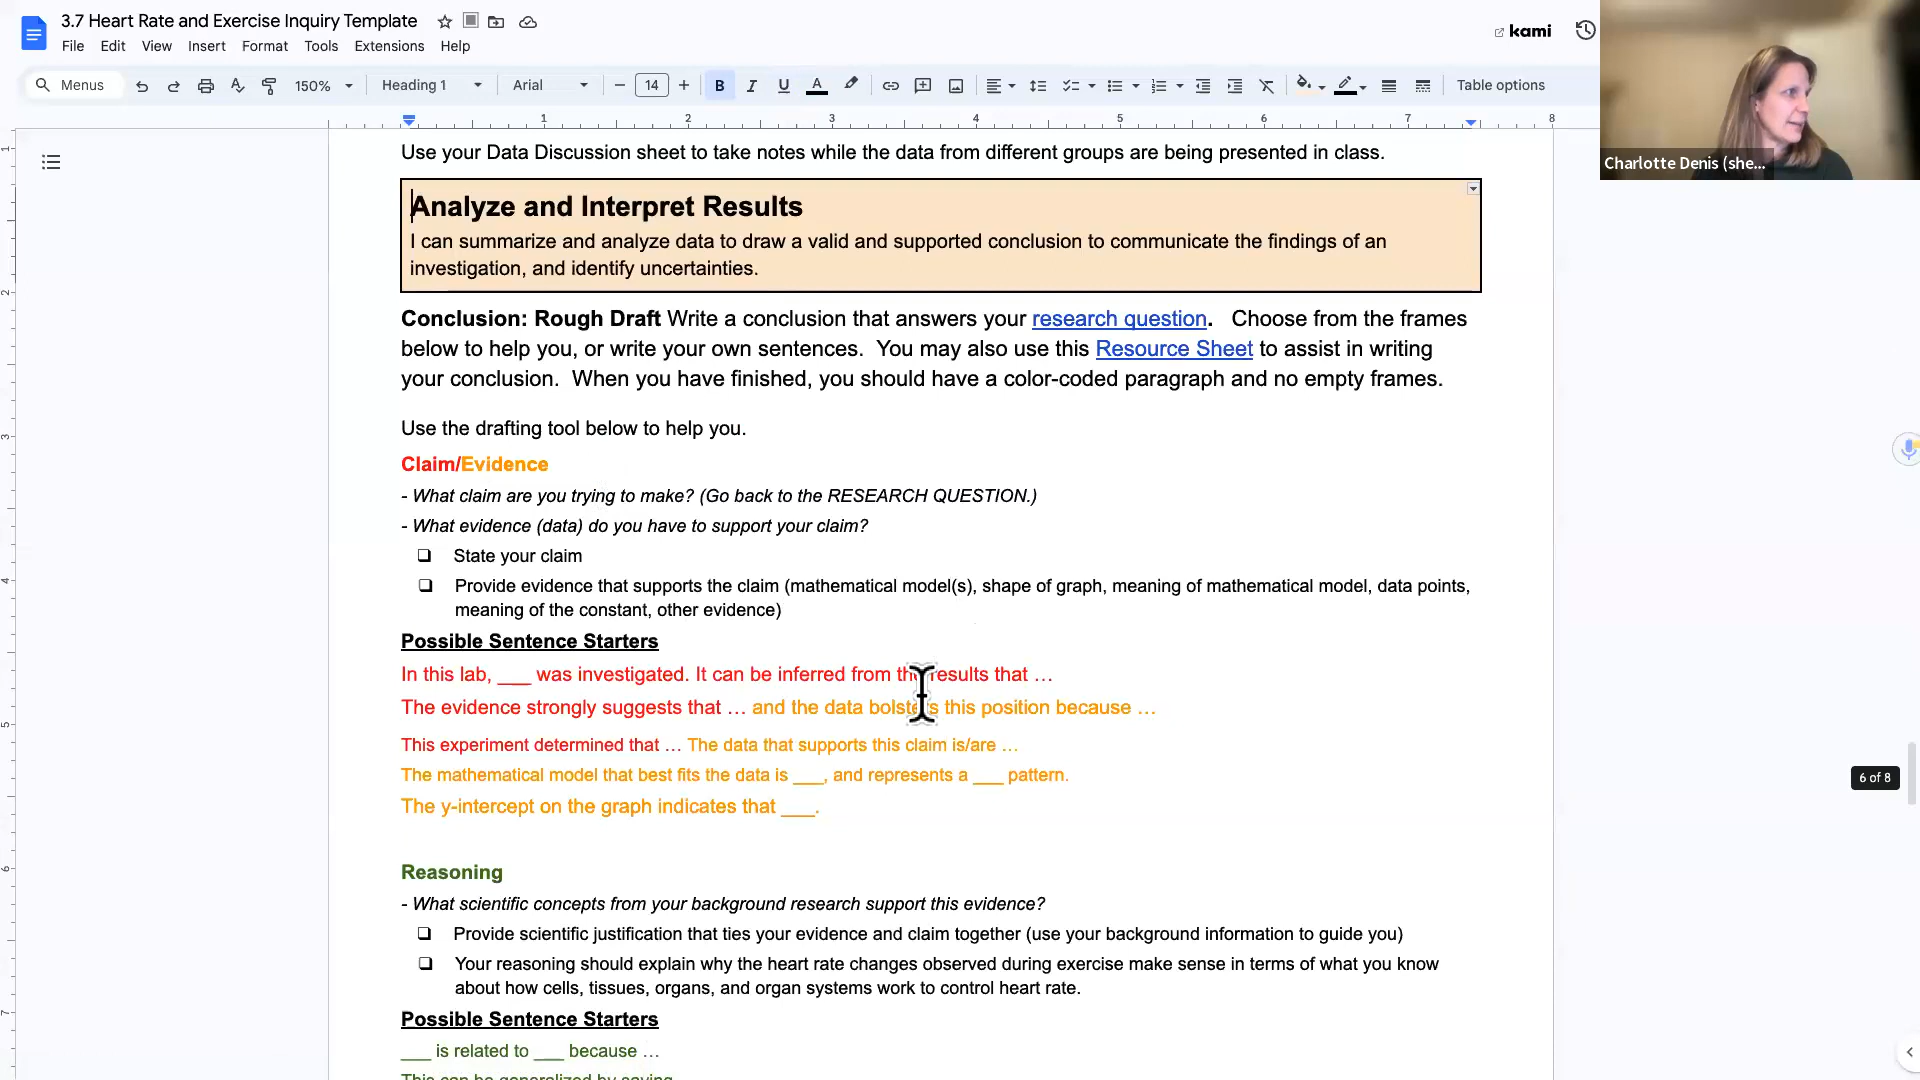 3.7 Heart Rate and Exercise Inquiry Template
File Edit View Insert Format Tools Extensions Help
kami
Menus 150% Heading 1 Arial 14 B I U A Table options
1 2 3 4 5 6 7 8
Charlotte Denis (she...
Use your Data Discussion sheet to take notes while the data from different groups are being presented in class.
Analyze and Interpret Results
I can summarize and analyze data to draw a valid and supported conclusion to communicate the findings of an
investigation, and identify uncertainties.
Conclusion: Rough Draft Write a conclusion that answers your research question. Choose from the frames
below to help you, or write your own sentences. You may also use this Resource Sheet to assist in writing
your conclusion. When you have finished, you should have a color-coded paragraph and no empty frames.
Use the drafting tool below to help you.
Claim/Evidence
- What claim are you trying to make? (Go back to the RESEARCH QUESTION.)
- What evidence (data) do you have to support your claim?
❏ State your claim
❏ Provide evidence that supports the claim (mathematical model(s), shape of graph, meaning of mathematical model, data points,
meaning of the constant, other evidence)
Possible Sentence Starters
In this lab, ___ was investigated. It can be inferred from the results that …
The evidence strongly suggests that … and the data bolsters this position because …
This experiment determined that … The data that supports this claim is/are …
The mathematical model that best fits the data is ___, and represents a ___ pattern.
The y-intercept on the graph indicates that ___.
6 of 8
Reasoning
- What scientific concepts from your background research support this evidence?
❏ Provide scientific justification that ties your evidence and claim together (use your background information to guide you)
❏ Your reasoning should explain why the heart rate changes observed during exercise make sense in terms of what you know
about how cells, tissues, organs, and organ systems work to control heart rate.
Possible Sentence Starters
___ is related to ___ because …
This can be generalized by saying